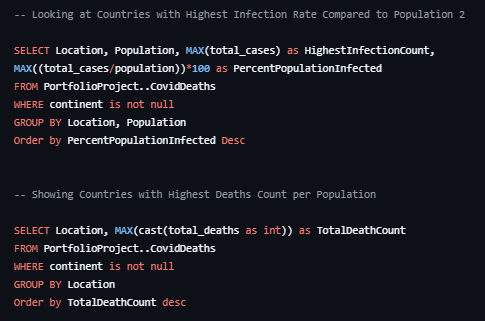 -- Looking at Countries with Highest Infection Rate Compared to Population 2
SELECT Location, Population, MAX(total_cases) as HighestInfectionCount,
MAX((total_cases/population))*100 as PercentPopulationInfected
FROM PortfolioProject..CovidDeaths
WHERE continent is not null
GROUP BY Location, Population
Order by PercentPopulationInfected Desc
-- Showing Countries with Highest Deaths Count per Population
SELECT Location, MAX(cast(total_deaths as int)) as TotalDeathCount
FROM PortfolioProject..CovidDeaths
WHERE continent is not null
GROUP BY Location
Order by TotalDeathCount desc